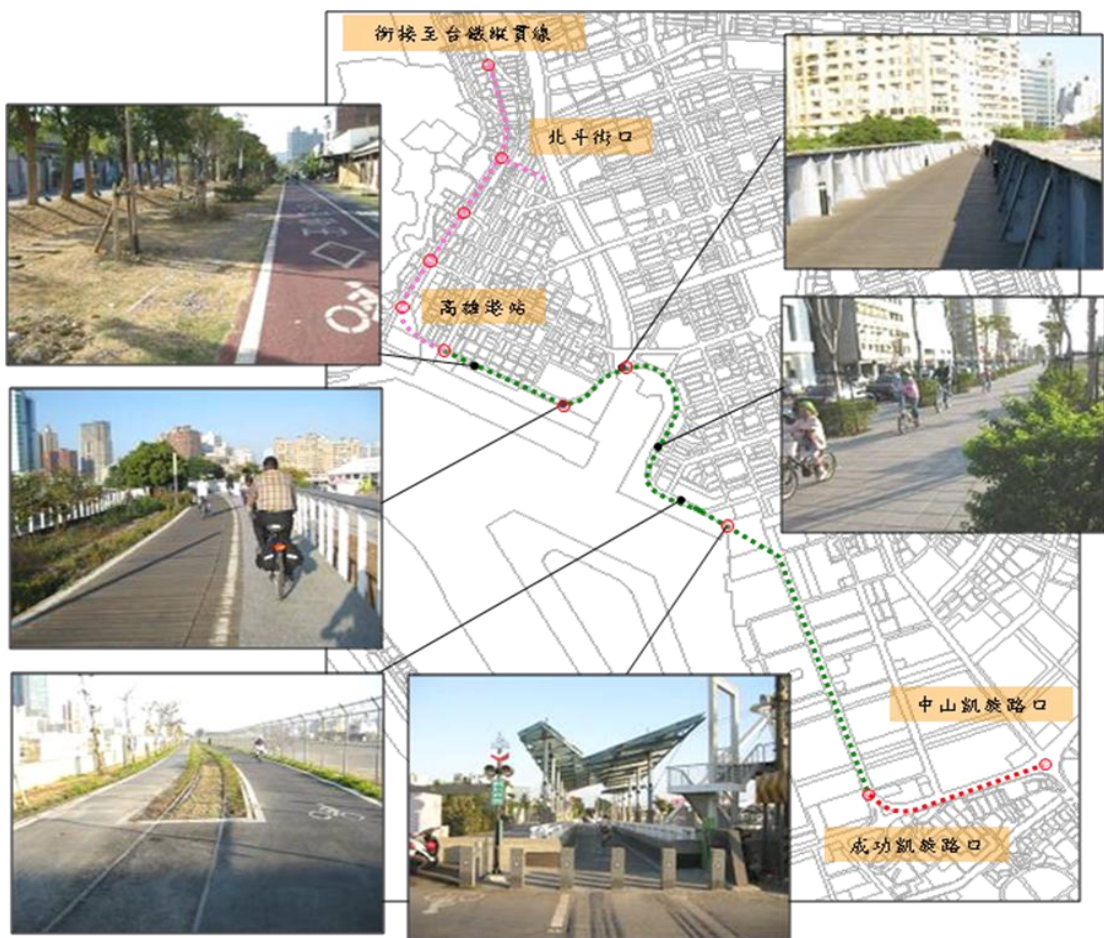 銜接至台鐵縱貫線
北斗街口
高雄港站
中山凱旋路口
成功凱旋路口